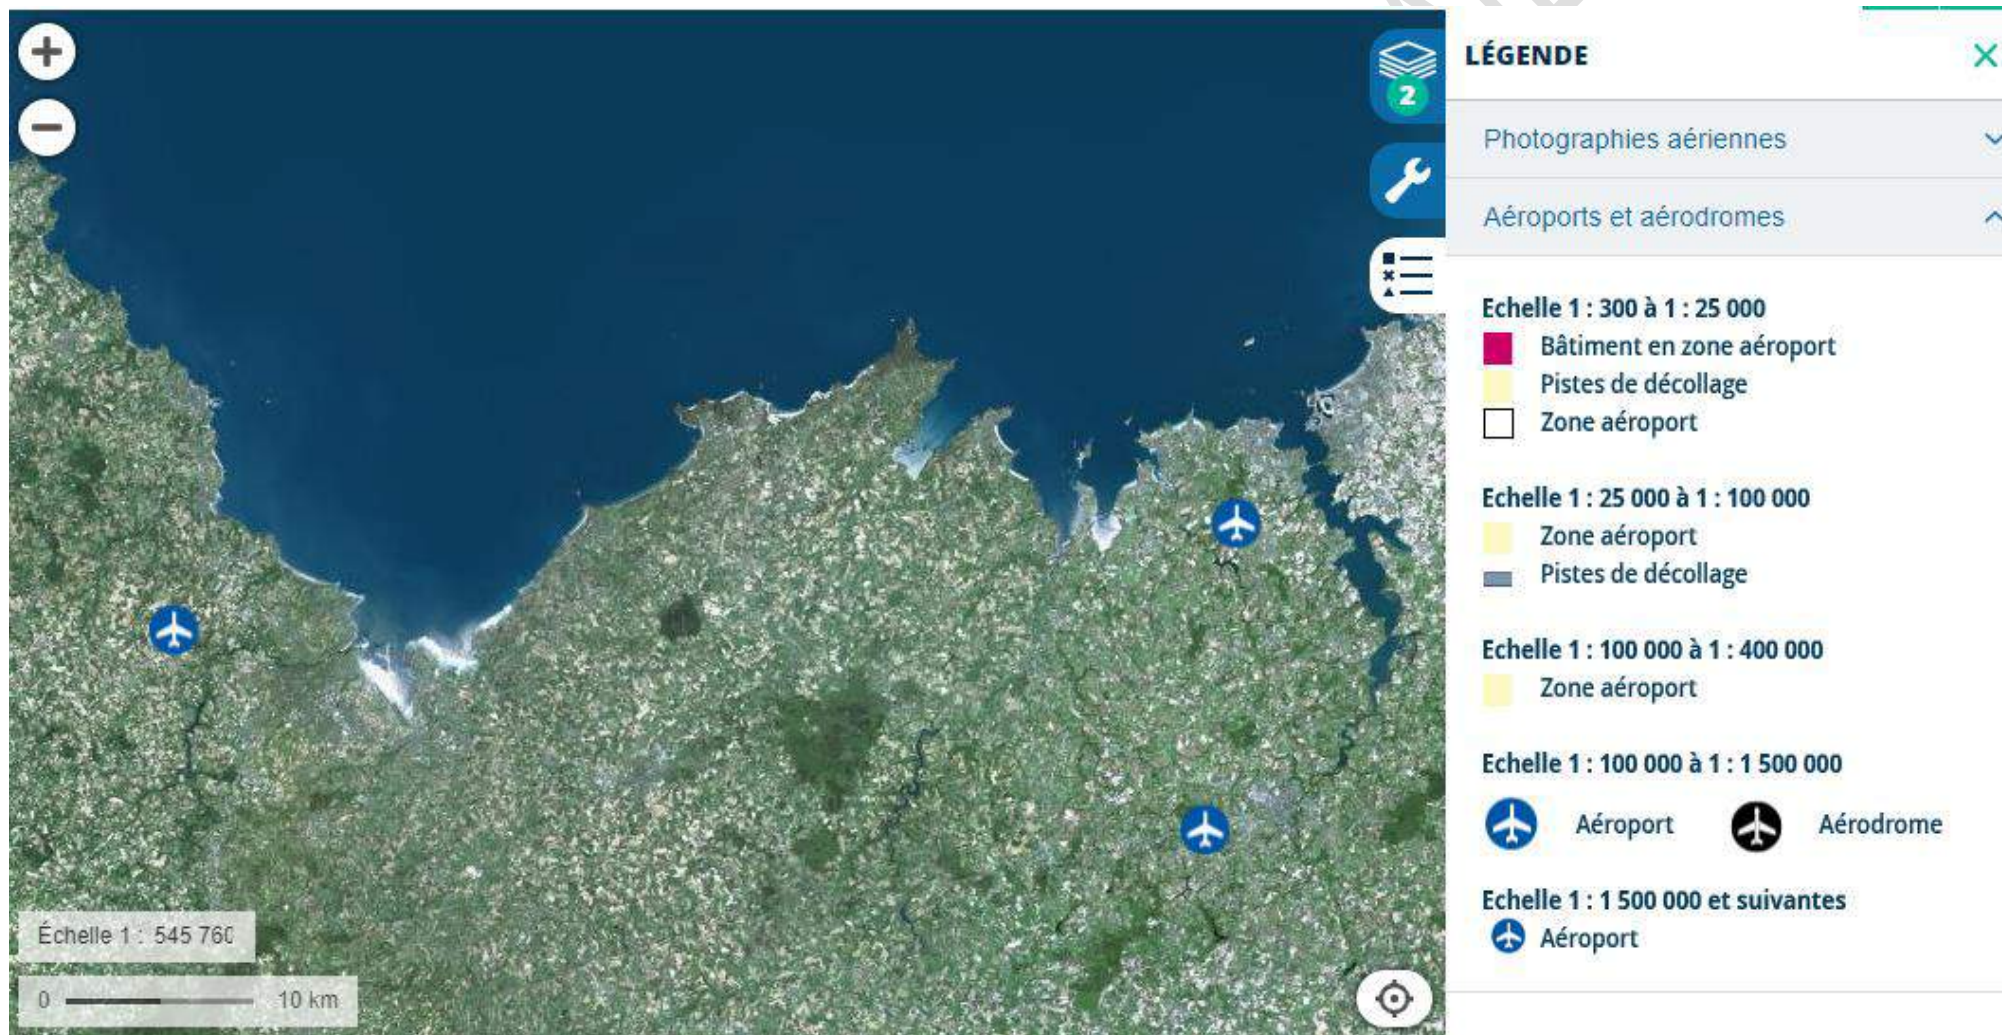 2
LÉGENDE
Photographies aériennes
Aéroports et aérodromes
Echelle 1 : 300 à 1 : 25 000
Bâtiment en zone aéroport
Pistes de décollage
Zone aéroport
Echelle 1 : 25 000 à 1 : 100 000
Zone aéroport
Pistes de décollage
Echelle 1 : 100 000 à 1 : 400 000
Zone aéroport
Echelle 1 : 100 000 à 1 : 1 500 000
Aéroport Aérodrome
Echelle 1 : 1 500 000 et suivantes
Aéroport
Échelle 1 : 545 760
0 10 km